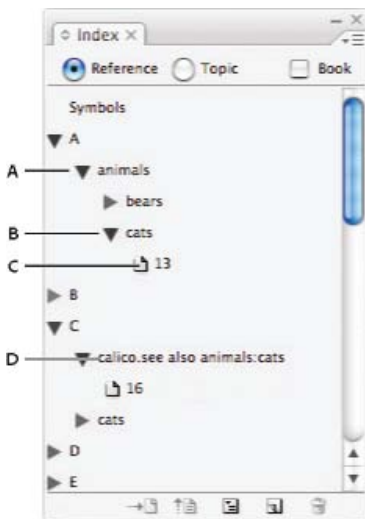 Index
Reference Topic Book
Symbols
A
A animals
bears
B cats
C 13
B
C
D calico.see also animals:cats
16
cats
D
E